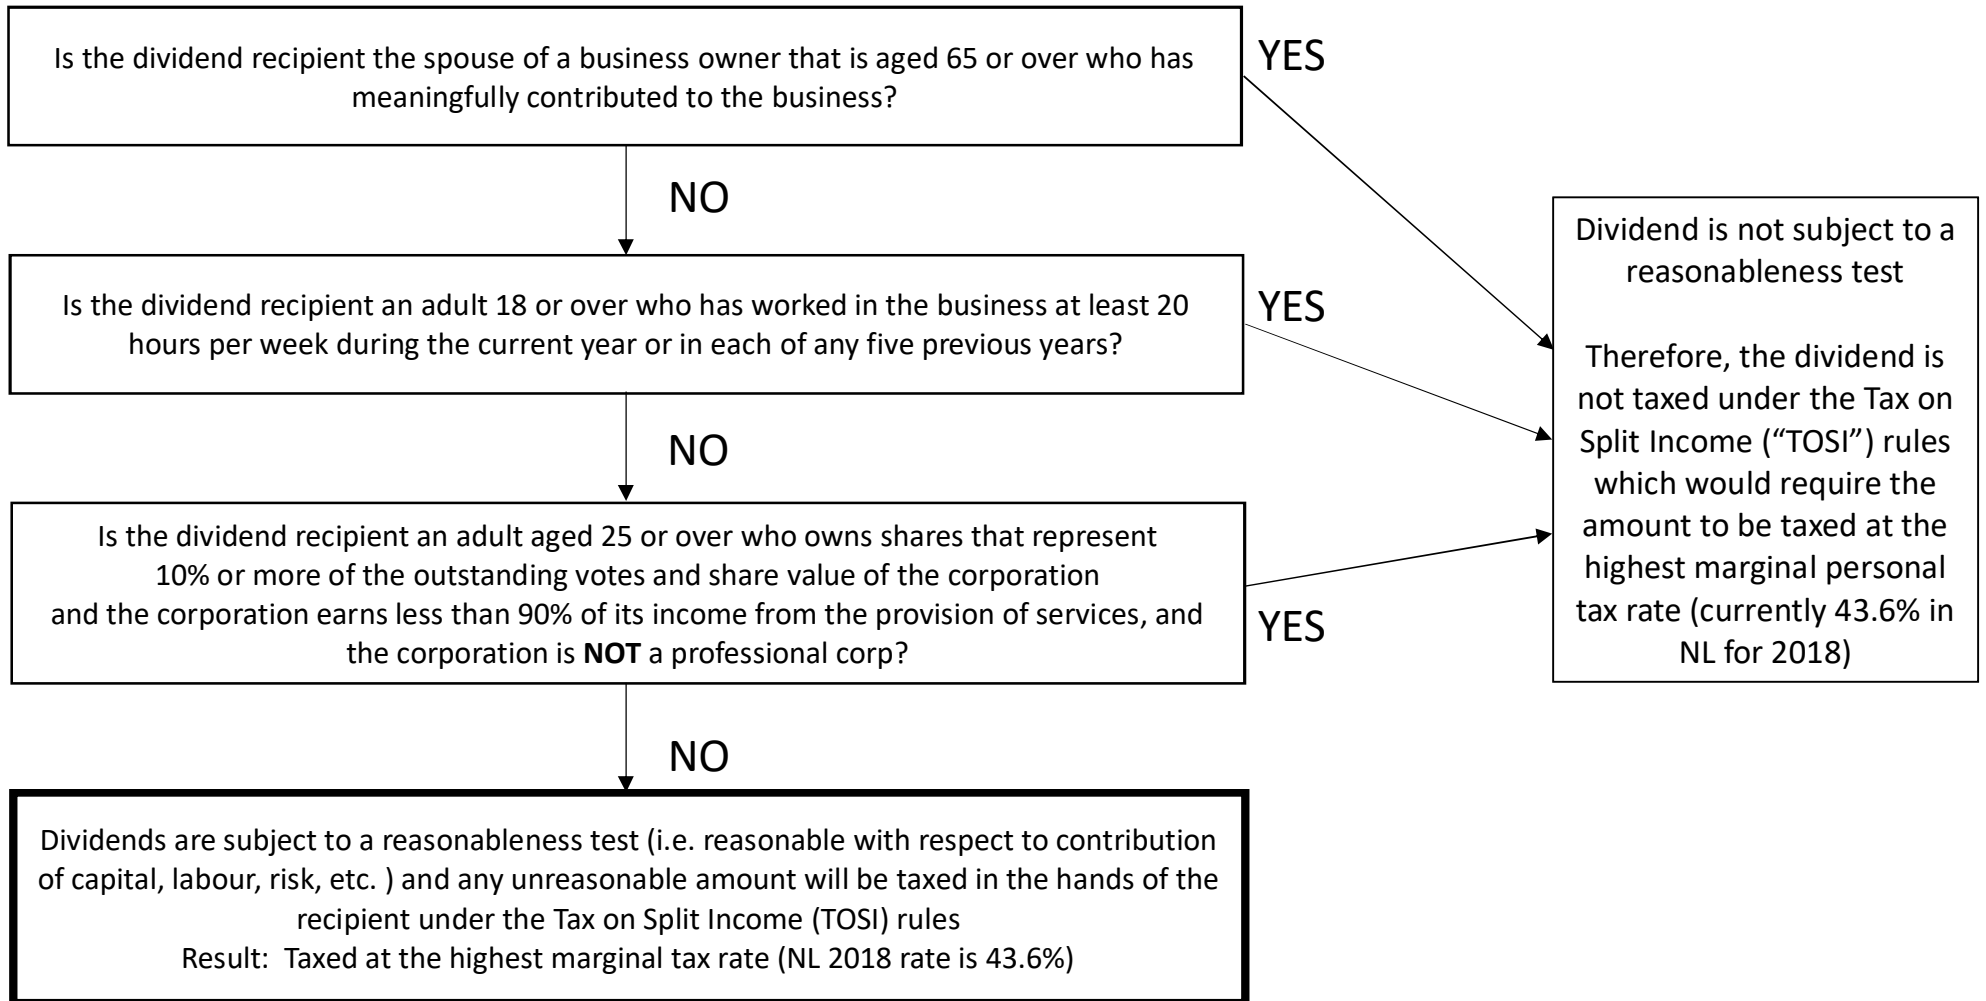 Is the dividend recipient the spouse of a business owner that is aged 65 or over who has
meaningfully contributed to the business?
YES
NO
Is the dividend recipient an adult 18 or over who has worked in the business at least 20
hours per week during the current year or in each of any five previous years?
YES
NO
Is the dividend recipient an adult aged 25 or over who owns shares that represent
10% or more of the outstanding votes and share value of the corporation
and the corporation earns less than 90% of its income from the provision of services, and
the corporation is NOT a professional corp?
YES
NO
Dividends are subject to a reasonableness test (i.e. reasonable with respect to contribution
of capital, labour, risk, etc. ) and any unreasonable amount will be taxed in the hands of the
recipient under the Tax on Split Income (TOSI) rules
Result:  Taxed at the highest marginal tax rate (NL 2018 rate is 43.6%)
Dividend is not subject to a
reasonableness test
Therefore, the dividend is
not taxed under the Tax on
Split Income (“TOSI”) rules
which would require the
amount to be taxed at the
highest marginal personal
tax rate (currently 43.6% in
NL for 2018)